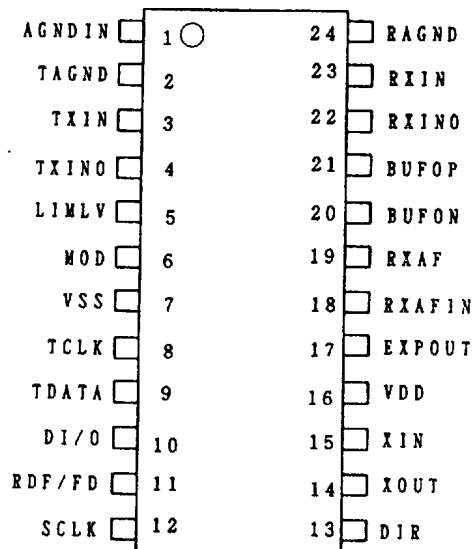 AGNDIN 1 24 RAGND
TAGND 2 23 RXIN
TXIN 3 22 RXINO
TXINO 4 21 BUFOP
LIMLV 5 20 BUFON
MOD 6 19 RXAF
VSS 7 18 RXAFIN
TCLK 8 17 EXPOUT
TDATA 9 16 VDD
DI/O 10 15 XIN
RDF/FD 11 14 XOUT
SCLK 12 13 DIR